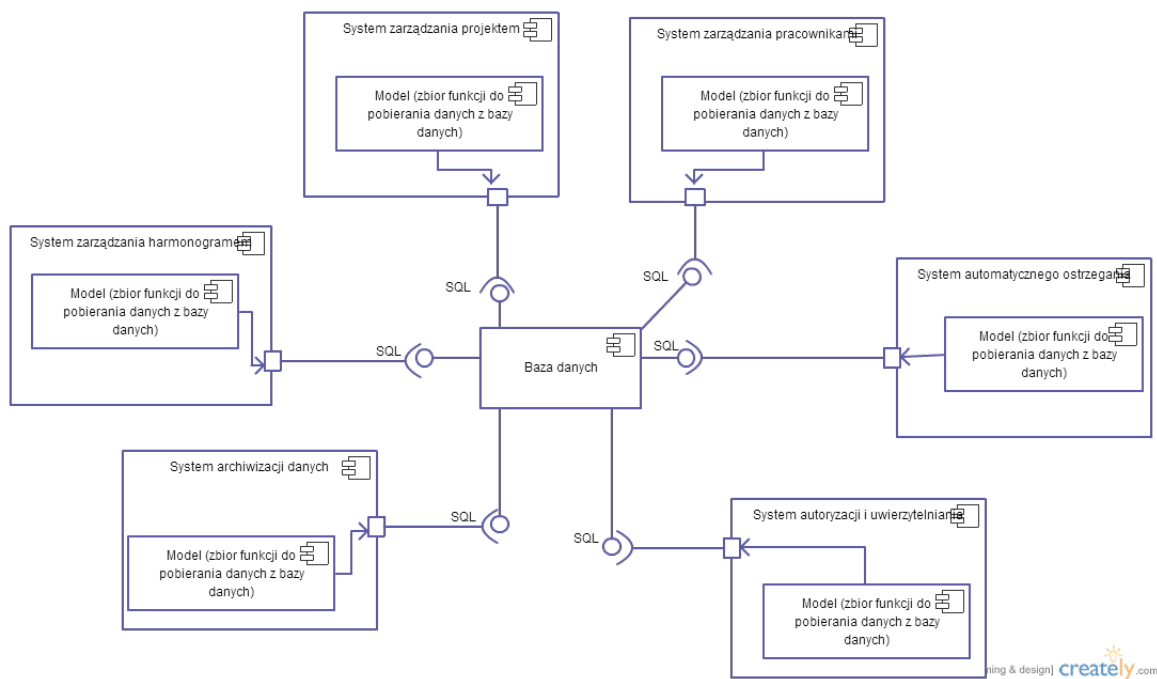 System zarządzania projektem
Model (zbior funkcji do
pobierania danych z bazy
danych)
System zarządzania pracownikami
Model (zbior funkcji do
pobierania danych z bazy
danych)
System zarządzania harmonogramem
Model (zbior funkcji do
pobierania danych z bazy
danych)
System automatycznego ostrzegania
Model (zbior funkcji do
pobierania danych z bazy
danych)
SQL
SQL
SQL
SQL
Baza danych
System archiwizacji danych
Model (zbior funkcji do
pobierania danych z bazy
danych)
SQL
SQL
System autoryzacji i uwierzytelniania
Model (zbior funkcji do
pobierania danych z bazy
danych)
ning & design] creately.com